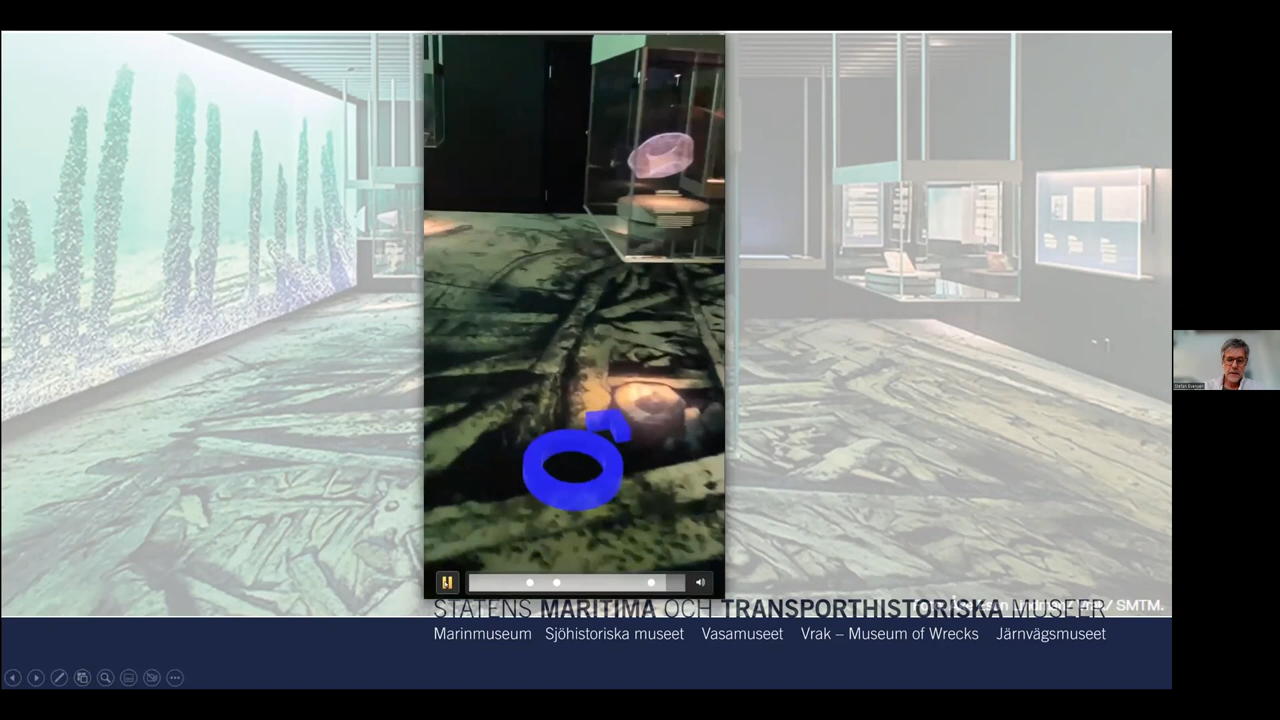 STATENS MARITIMA OCH TRANSPORTHISTORISKA MUSEER
/ SMTM.
Marinmuseum Sjöhistoriska museet Vasamuseet Vrak – Museum of Wrecks Järnvägsmuseet